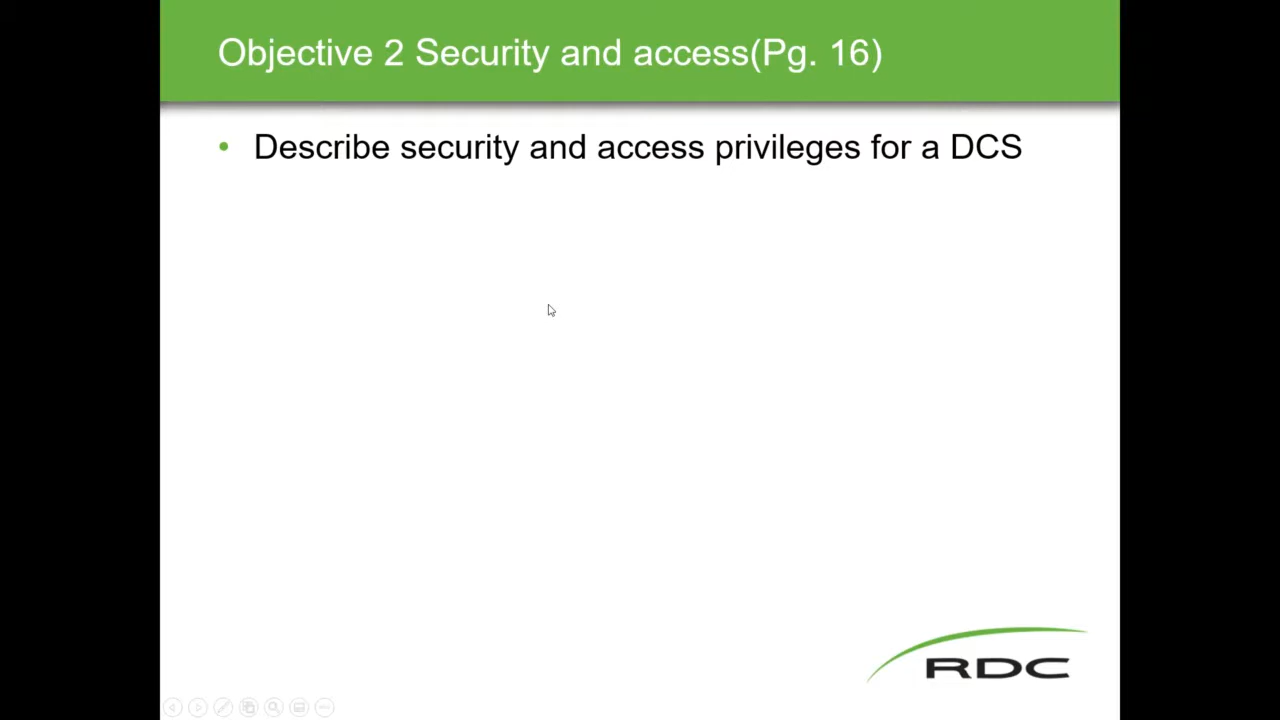 Objective 2 Security and access(Pg. 16)
• Describe security and access privileges for a DCS
RDC